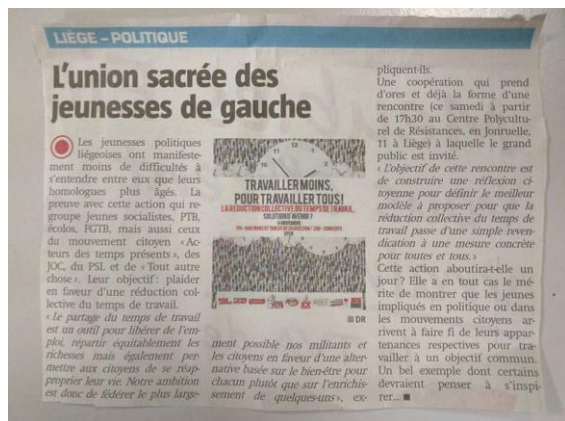 LIÈGE – POLITIQUE
L'union sacrée des
jeunesses de gauche
Les jeunesses politiques
liégeoises ont manifeste-
ment moins de difficultés à
s'entendre entre eux que leurs
homologues plus âgés. La
preuve avec cette action qui re-
groupe jeunes socialistes, PTB,
écolos, FGTB, mais aussi ceux
du mouvement citoyen « Ac-
teurs des temps présents », des
JOC, du PSL et de « Tout autre
chose ». Leur objectif : plaider
en faveur d'une réduction col-
lective du temps de travail.
« Le partage du temps de travail
est un outil pour libérer de l'em-
ploi, répartir équitablement les
richesses mais également per-
mettre aux citoyens de se réap-
proprier leur vie. Notre ambition
est donc de fédérer le plus large-
TRAVAILLER MOINS,
POUR TRAVAILLER TOUS!
LA RÉDUCTION COLLECTIVE DU TEMPS DE TRAVAIL,
SOLUTION D'AVENIR?
DR
ment possible nos militants et
les citoyens en faveur d'une alter-
native basée sur le bien-être pour
chacun plutôt que sur l'enrichis-
sement de quelques-uns », ex-
pliquent-ils.
Une coopération qui prend
d'ores et déjà la forme d'une
rencontre (ce samedi à partir
de 17h30 au Centre Polycultu-
rel de Résistances, en Jonruelle,
11 à Liège) à laquelle le grand
public est invité.
« L'objectif de cette rencontre est
de construire une réflexion ci-
toyenne pour définir le meilleur
modèle à proposer pour que la
réduction collective du temps de
travail passe d'une simple reven-
dication à une mesure concrète
pour toutes et tous. »
Cette action aboutira-t-elle un
jour ? Elle a en tout cas le mé-
rite de montrer que les jeunes
impliqués en politique ou dans
les mouvements citoyens ar-
rivent à faire fi de leurs appar-
tenances respectives pour tra-
vailler à un objectif commun.
Un bel exemple dont certains
devraient penser à s'inspi-
rer...